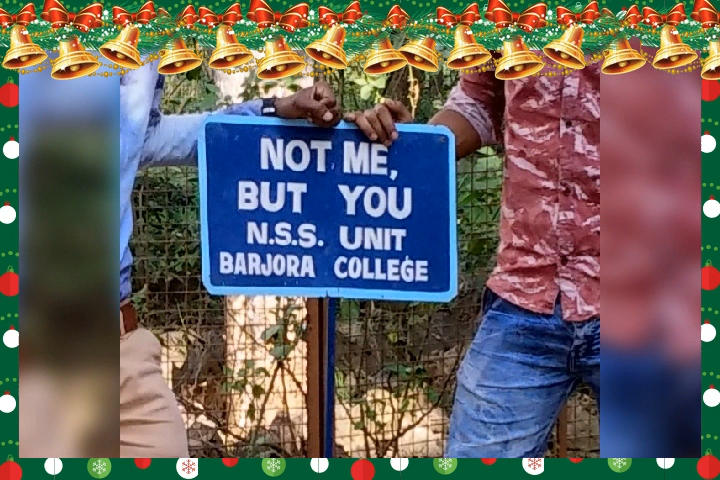 NOT ME,
BUT YOU
N.S.S. UNIT
BARJORA COLLEGE